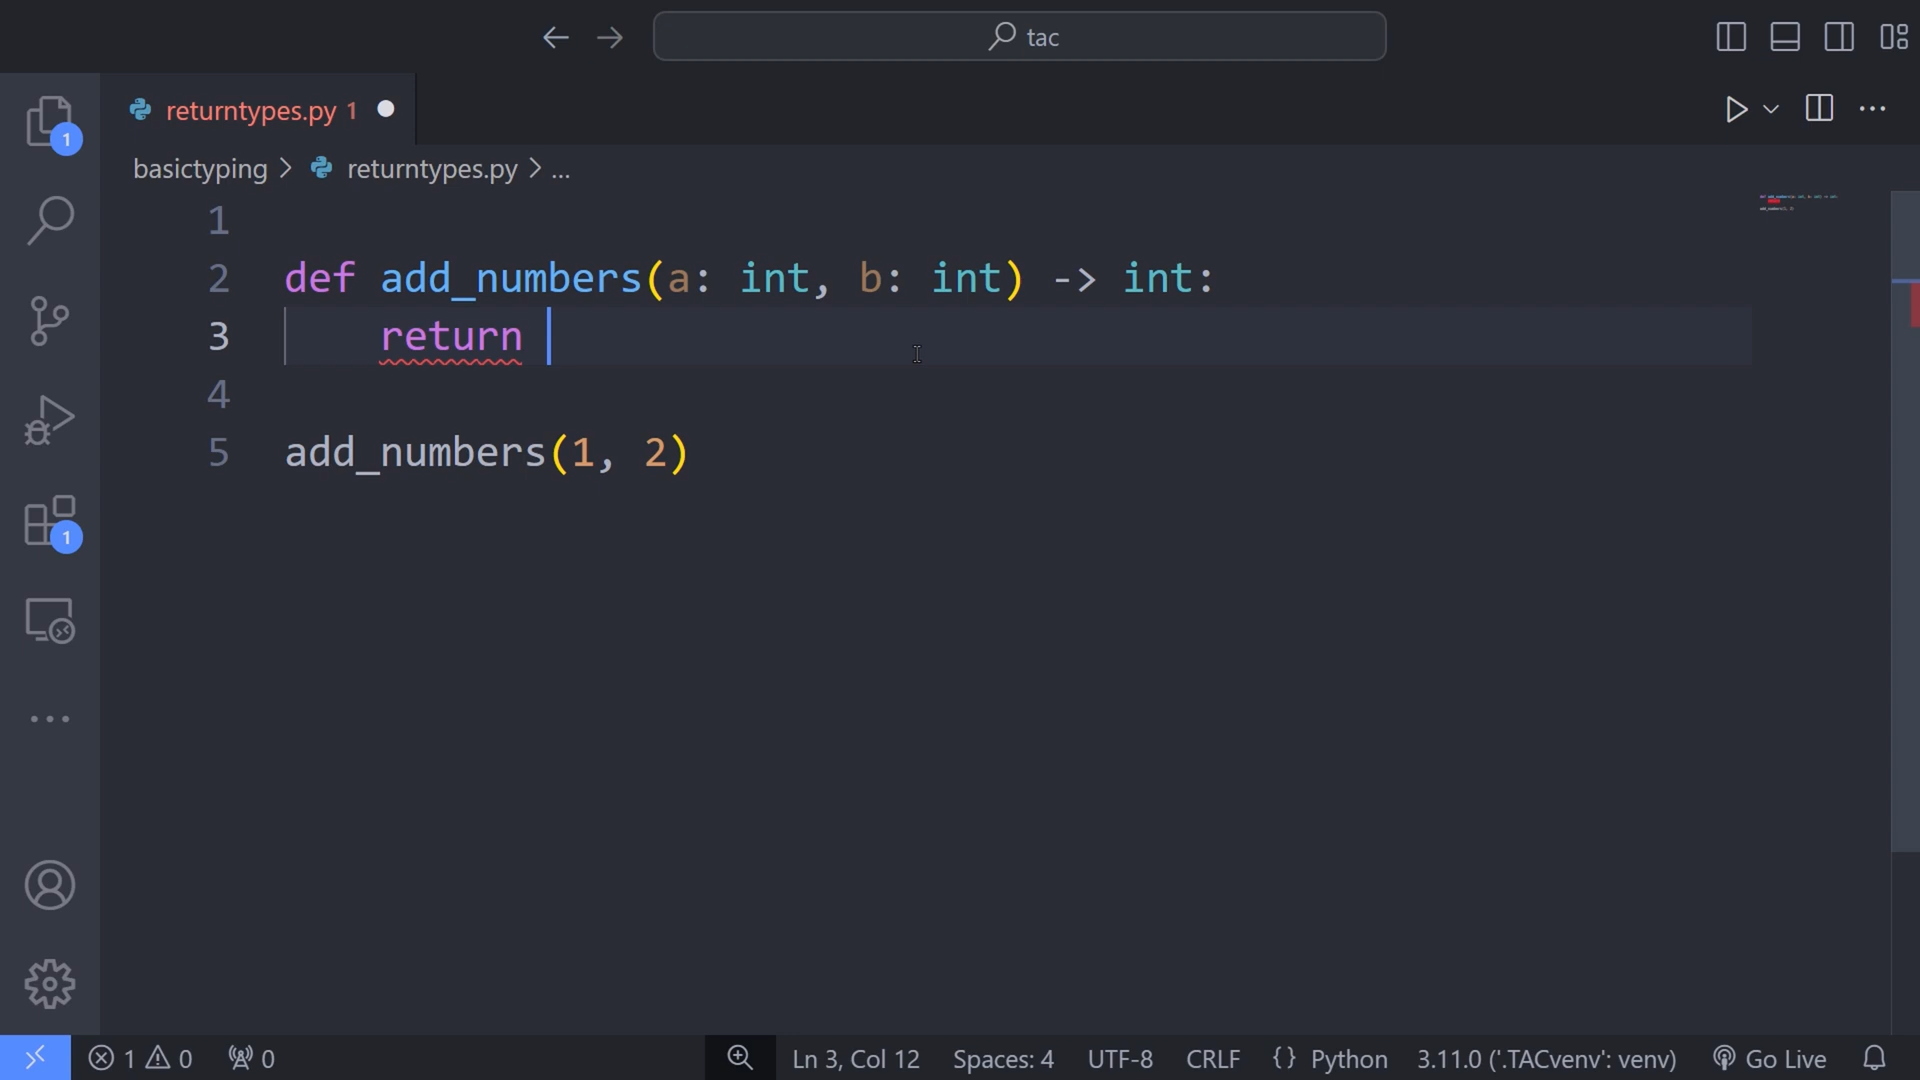 tac
returntypes.py 1
1
1
basictyping > returntypes.py > ...
1
2 def add_numbers(a: int, b: int) -> int:
3     return
4
5 add_numbers(1, 2)
1 0 0 Ln 3, Col 12 Spaces: 4 UTF-8 CRLF {} Python 3.11.0 ('.TACvenv': venv) Go Live